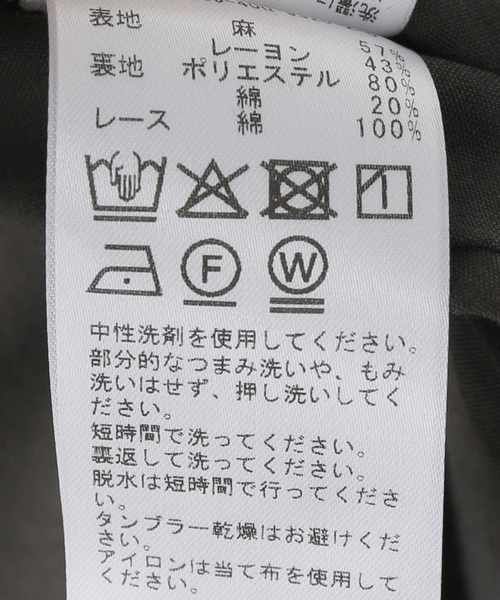 洗濯
表地 麻 57%
レーヨン 43%
裏地 ポリエステル 80%
綿 20%
レース 綿 100%
F W
中性洗剤を使用してください。
部分的なつまみ洗いや、もみ
洗いはせず、押し洗いしてく
ださい。
短時間で洗ってください。
裏返して洗ってください。
脱水は短時間で行ってくださ
い。
タンブラー乾燥はお避けくだ
さい。
アイロンは当て布を使用して
ください。